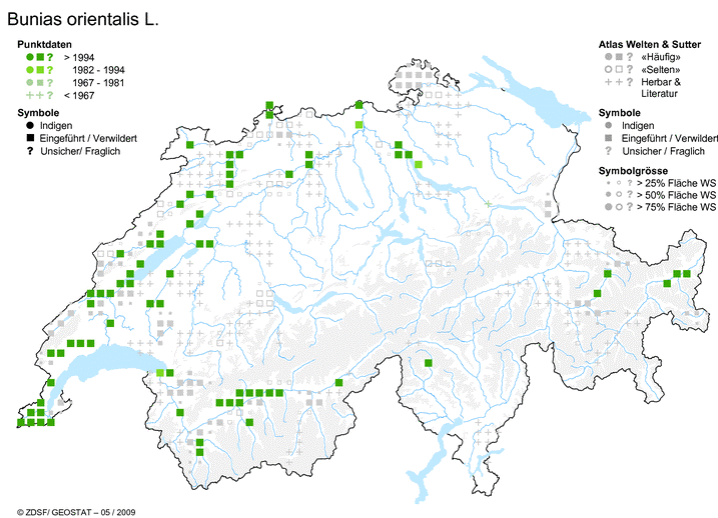 Bunias orientalis L.
Punktdaten
? > 1994
? 1982 - 1994
? 1967 - 1981
++? < 1967
Symbole
Indigen
Eingeführt / Verwildert
? Unsicher / Fraglich
Atlas Welten & Sutter
? «Häufig»
? «Selten»
++? Herbar &
Literatur
Symbole
Indigen
Eingeführt / Verwildert
? Unsicher / Fraglich
Symbolgrösse
? > 25% Fläche WS
? > 50% Fläche WS
? > 75% Fläche WS
© ZDSF/ GEOSTAT – 05 / 2009